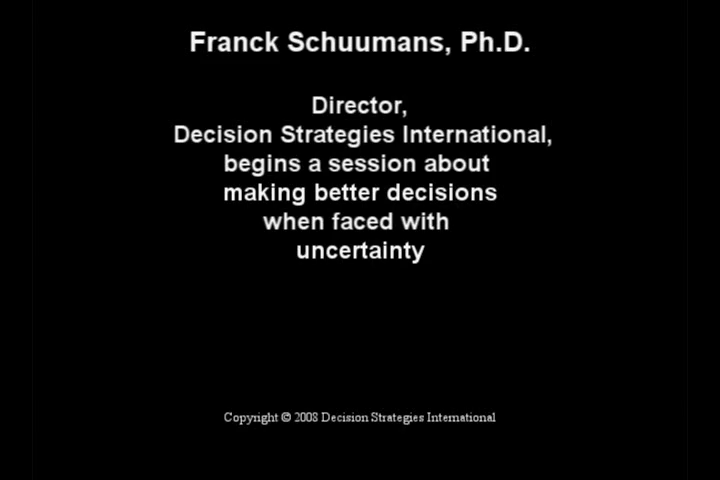 Franck Schuumans, Ph.D.
Director,
Decision Strategies International,
begins a session about
making better decisions
when faced with
uncertainty
Copyright © 2008 Decision Strategies International